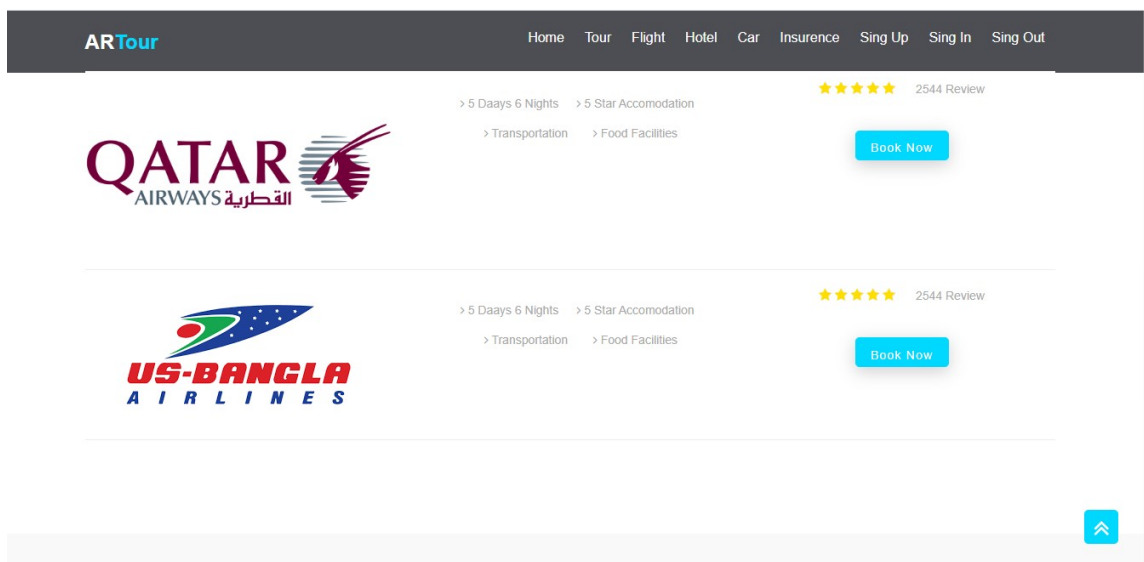 ARTour
Home Tour Flight Hotel Car Insurence Sing Up Sing In Sing Out
> 5 Daays 6 Nights > 5 Star Accomodation
> Transportation > Food Facilities
2544 Review
Book Now
QATAR
AIRWAYS القطرية
> 5 Daays 6 Nights > 5 Star Accomodation
> Transportation > Food Facilities
2544 Review
Book Now
US-BANGLA
AIRLINES